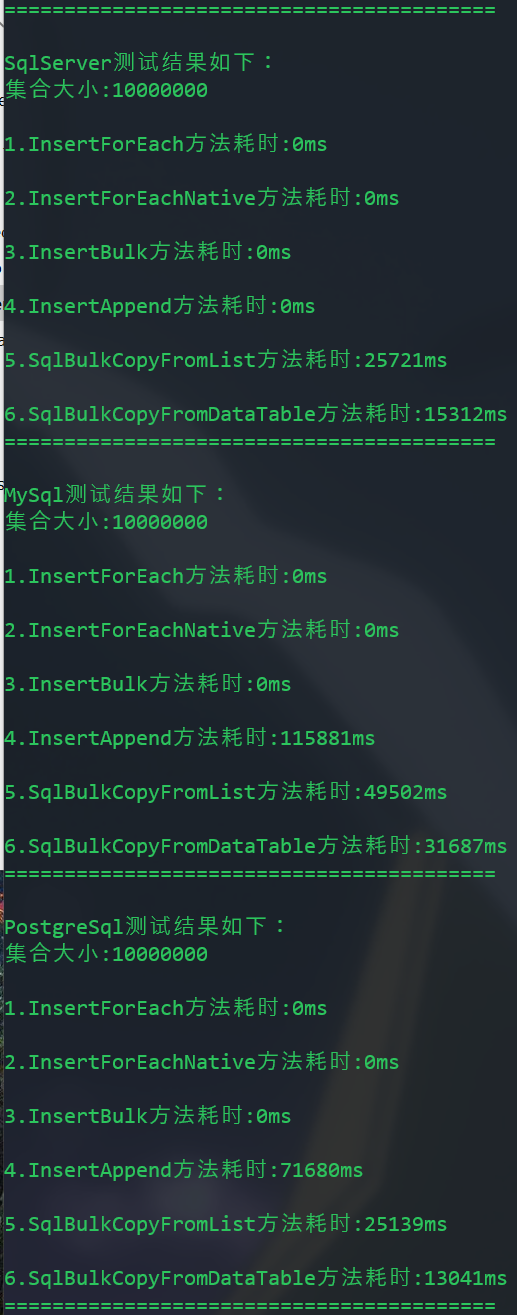 =========================================
SqlServer测试结果如下：
集合大小:10000000
1.InsertForEach方法耗时:0ms
2.InsertForEachNative方法耗时:0ms
3.InsertBulk方法耗时:0ms
4.InsertAppend方法耗时:0ms
5.SqlBulkCopyFromList方法耗时:25721ms
6.SqlBulkCopyFromDataTable方法耗时:15312ms
=========================================
MySql测试结果如下：
集合大小:10000000
1.InsertForEach方法耗时:0ms
2.InsertForEachNative方法耗时:0ms
3.InsertBulk方法耗时:0ms
4.InsertAppend方法耗时:115881ms
5.SqlBulkCopyFromList方法耗时:49502ms
6.SqlBulkCopyFromDataTable方法耗时:31687ms
=========================================
PostgreSql测试结果如下：
集合大小:10000000
1.InsertForEach方法耗时:0ms
2.InsertForEachNative方法耗时:0ms
3.InsertBulk方法耗时:0ms
4.InsertAppend方法耗时:71680ms
5.SqlBulkCopyFromList方法耗时:25139ms
6.SqlBulkCopyFromDataTable方法耗时:13041ms
=========================================